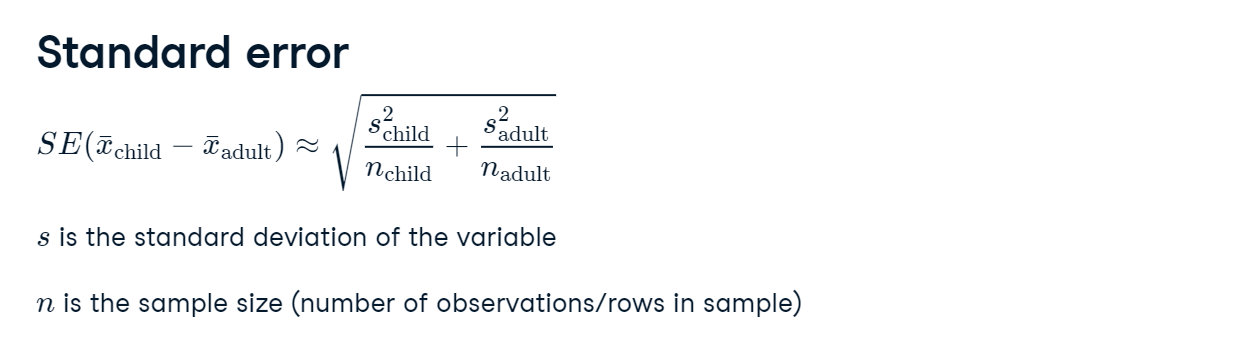 Standard error
$SE(\bar{x}_{\text{child}} - \bar{x}_{\text{adult}}) \approx \sqrt{\dfrac{s^2_{\text{child}}}{n_{\text{child}}} + \dfrac{s^2_{\text{adult}}}{n_{\text{adult}}}}$
s is the standard deviation of the variable
n is the sample size (number of observations/rows in sample)